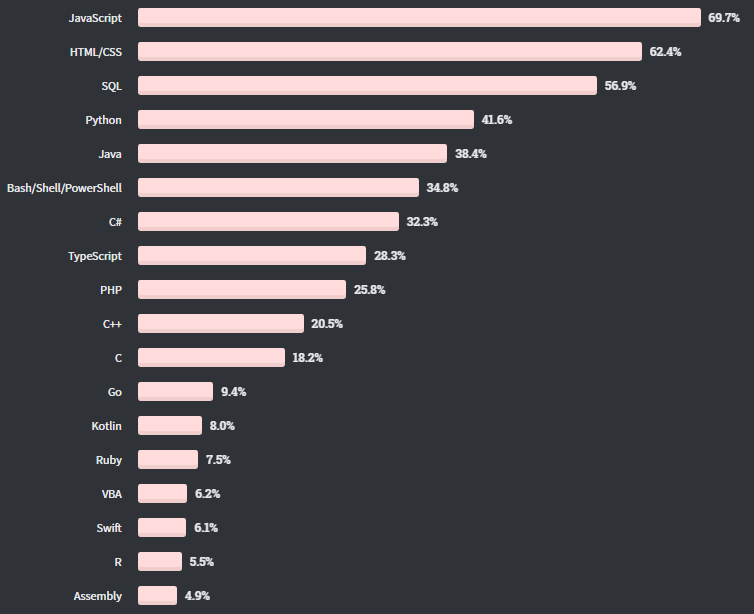 JavaScript 69.7%
HTML/CSS 62.4%
SQL 56.9%
Python 41.6%
Java 38.4%
Bash/Shell/PowerShell 34.8%
C# 32.3%
TypeScript 28.3%
PHP 25.8%
C++ 20.5%
C 18.2%
Go 9.4%
Kotlin 8.0%
Ruby 7.5%
VBA 6.2%
Swift 6.1%
R 5.5%
Assembly 4.9%